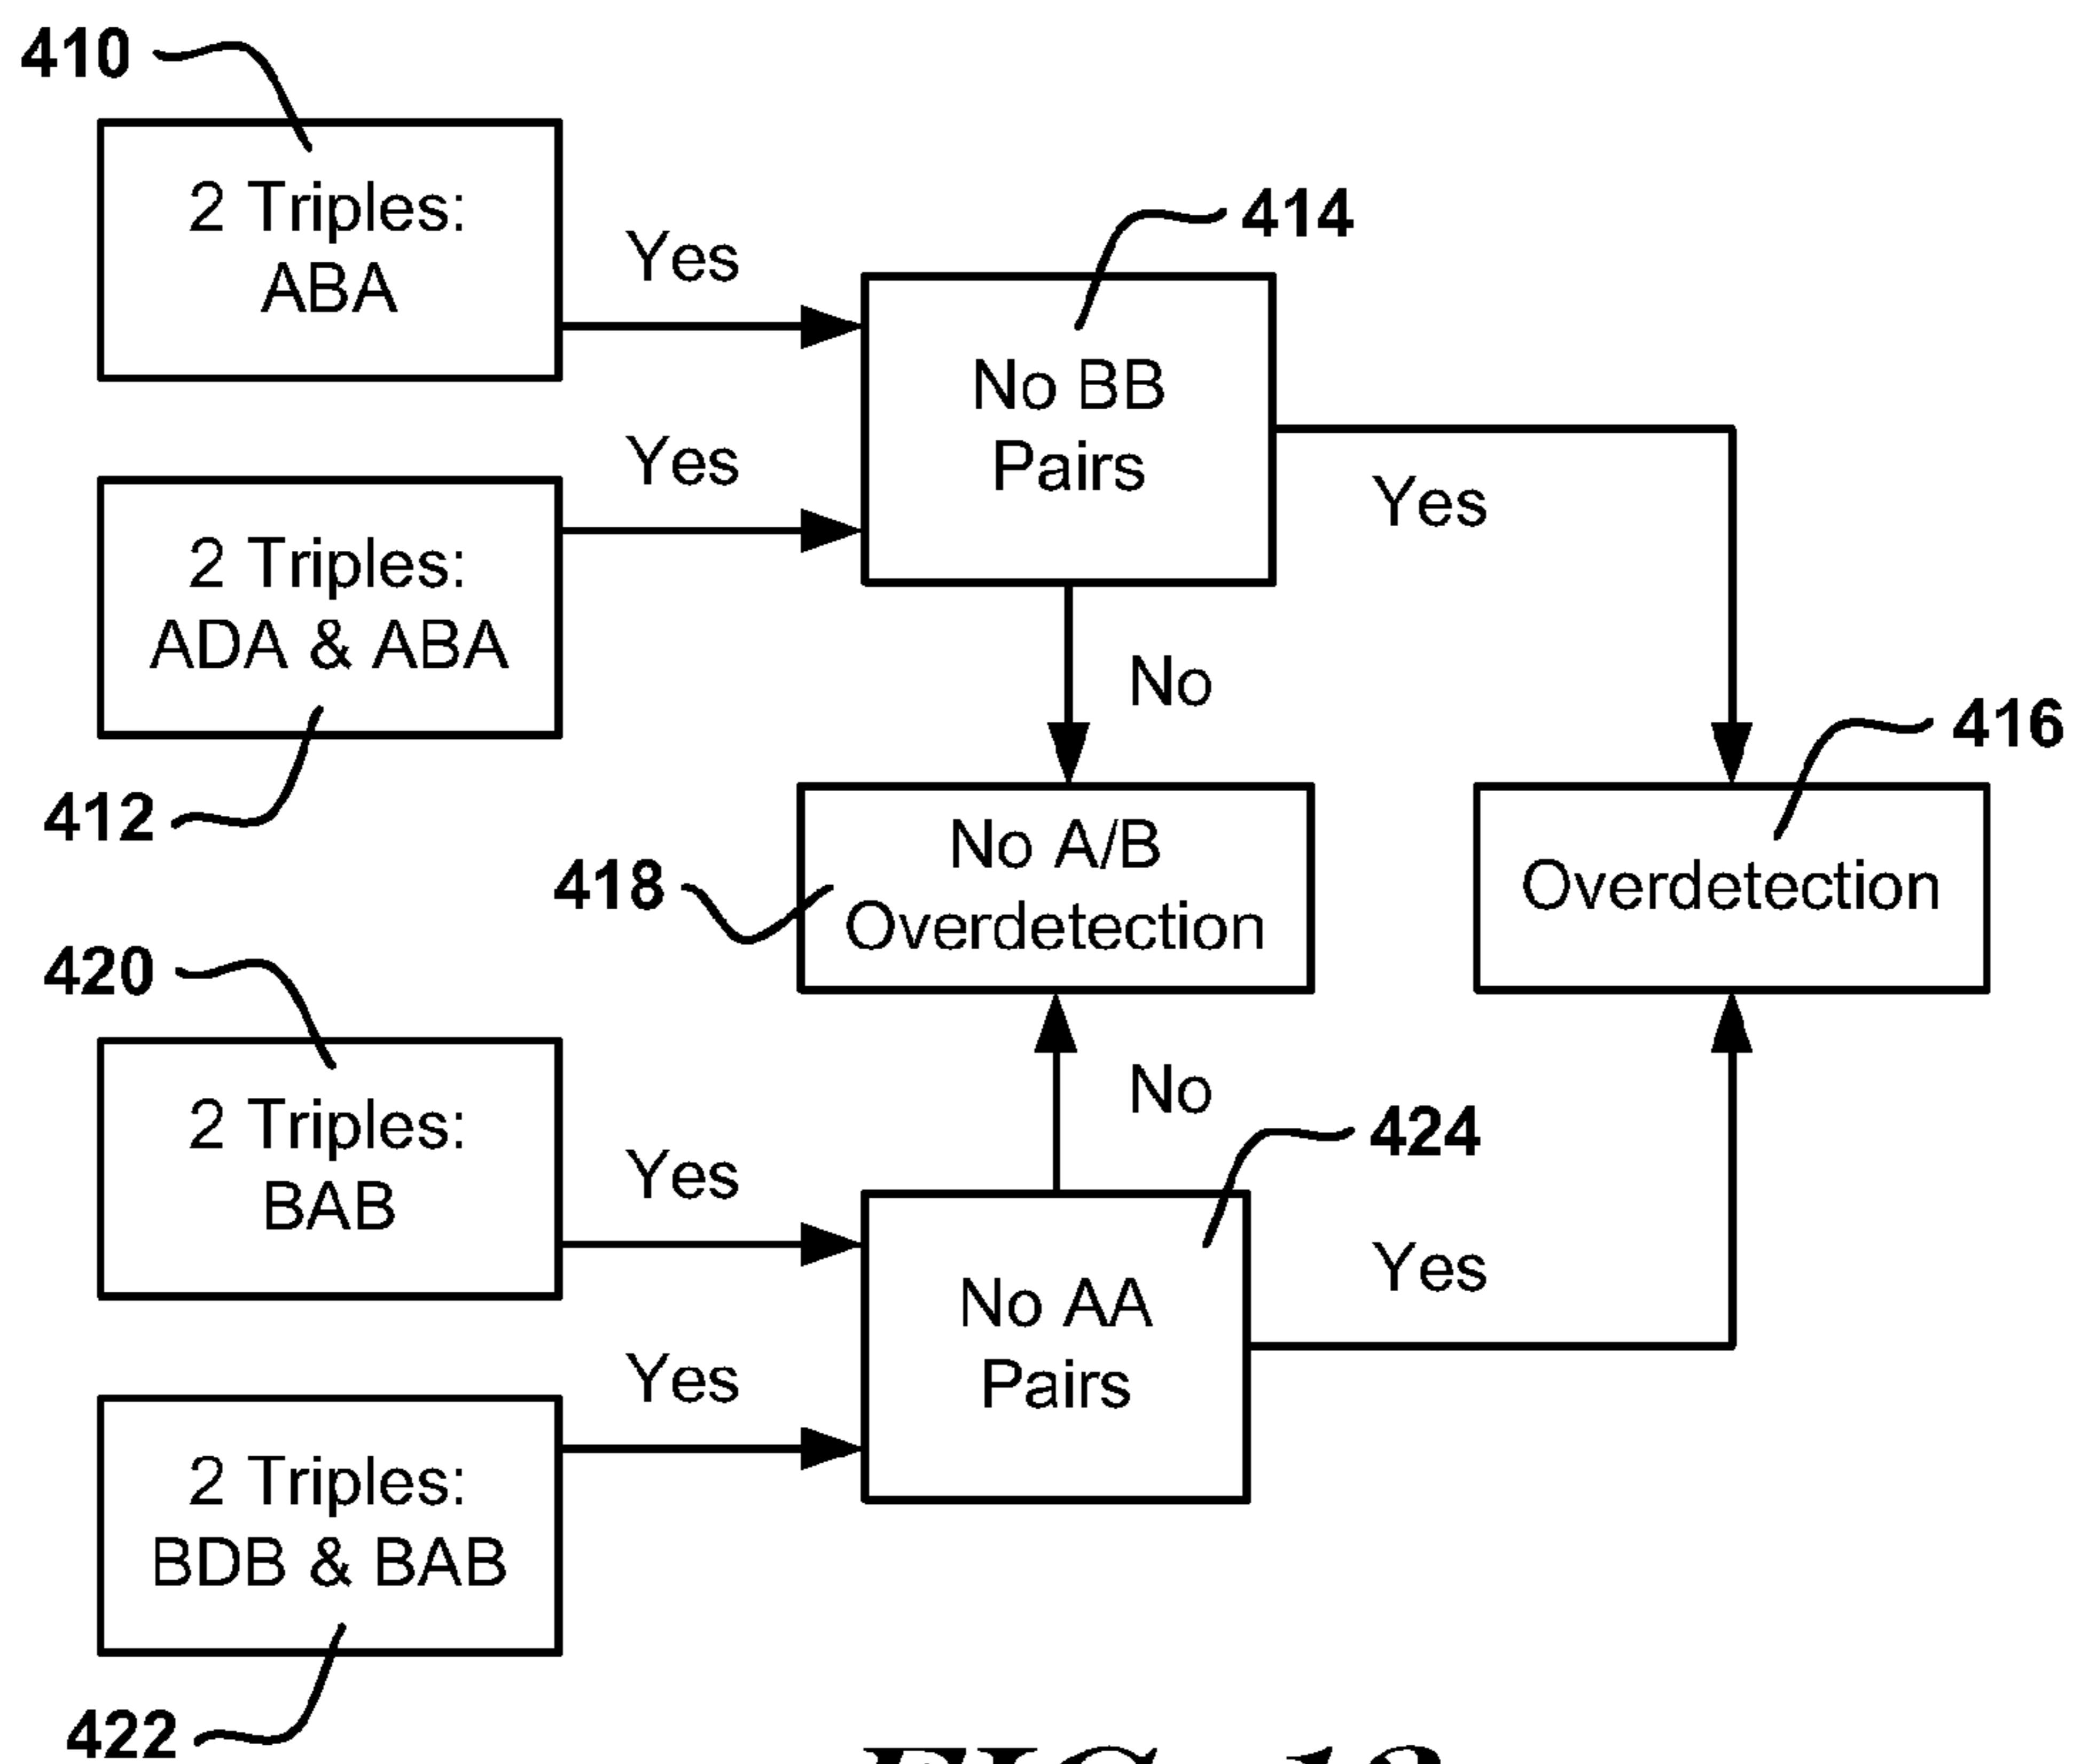 410
2 Triples:
ABA
Yes
414
No BB
Pairs
Yes
Yes
2 Triples:
ADA & ABA
412
No
416
No A/B
Overdetection
418
Overdetection
420
2 Triples:
BAB
Yes
No
424
No AA
Pairs
Yes
Yes
2 Triples:
BDB & BAB
422